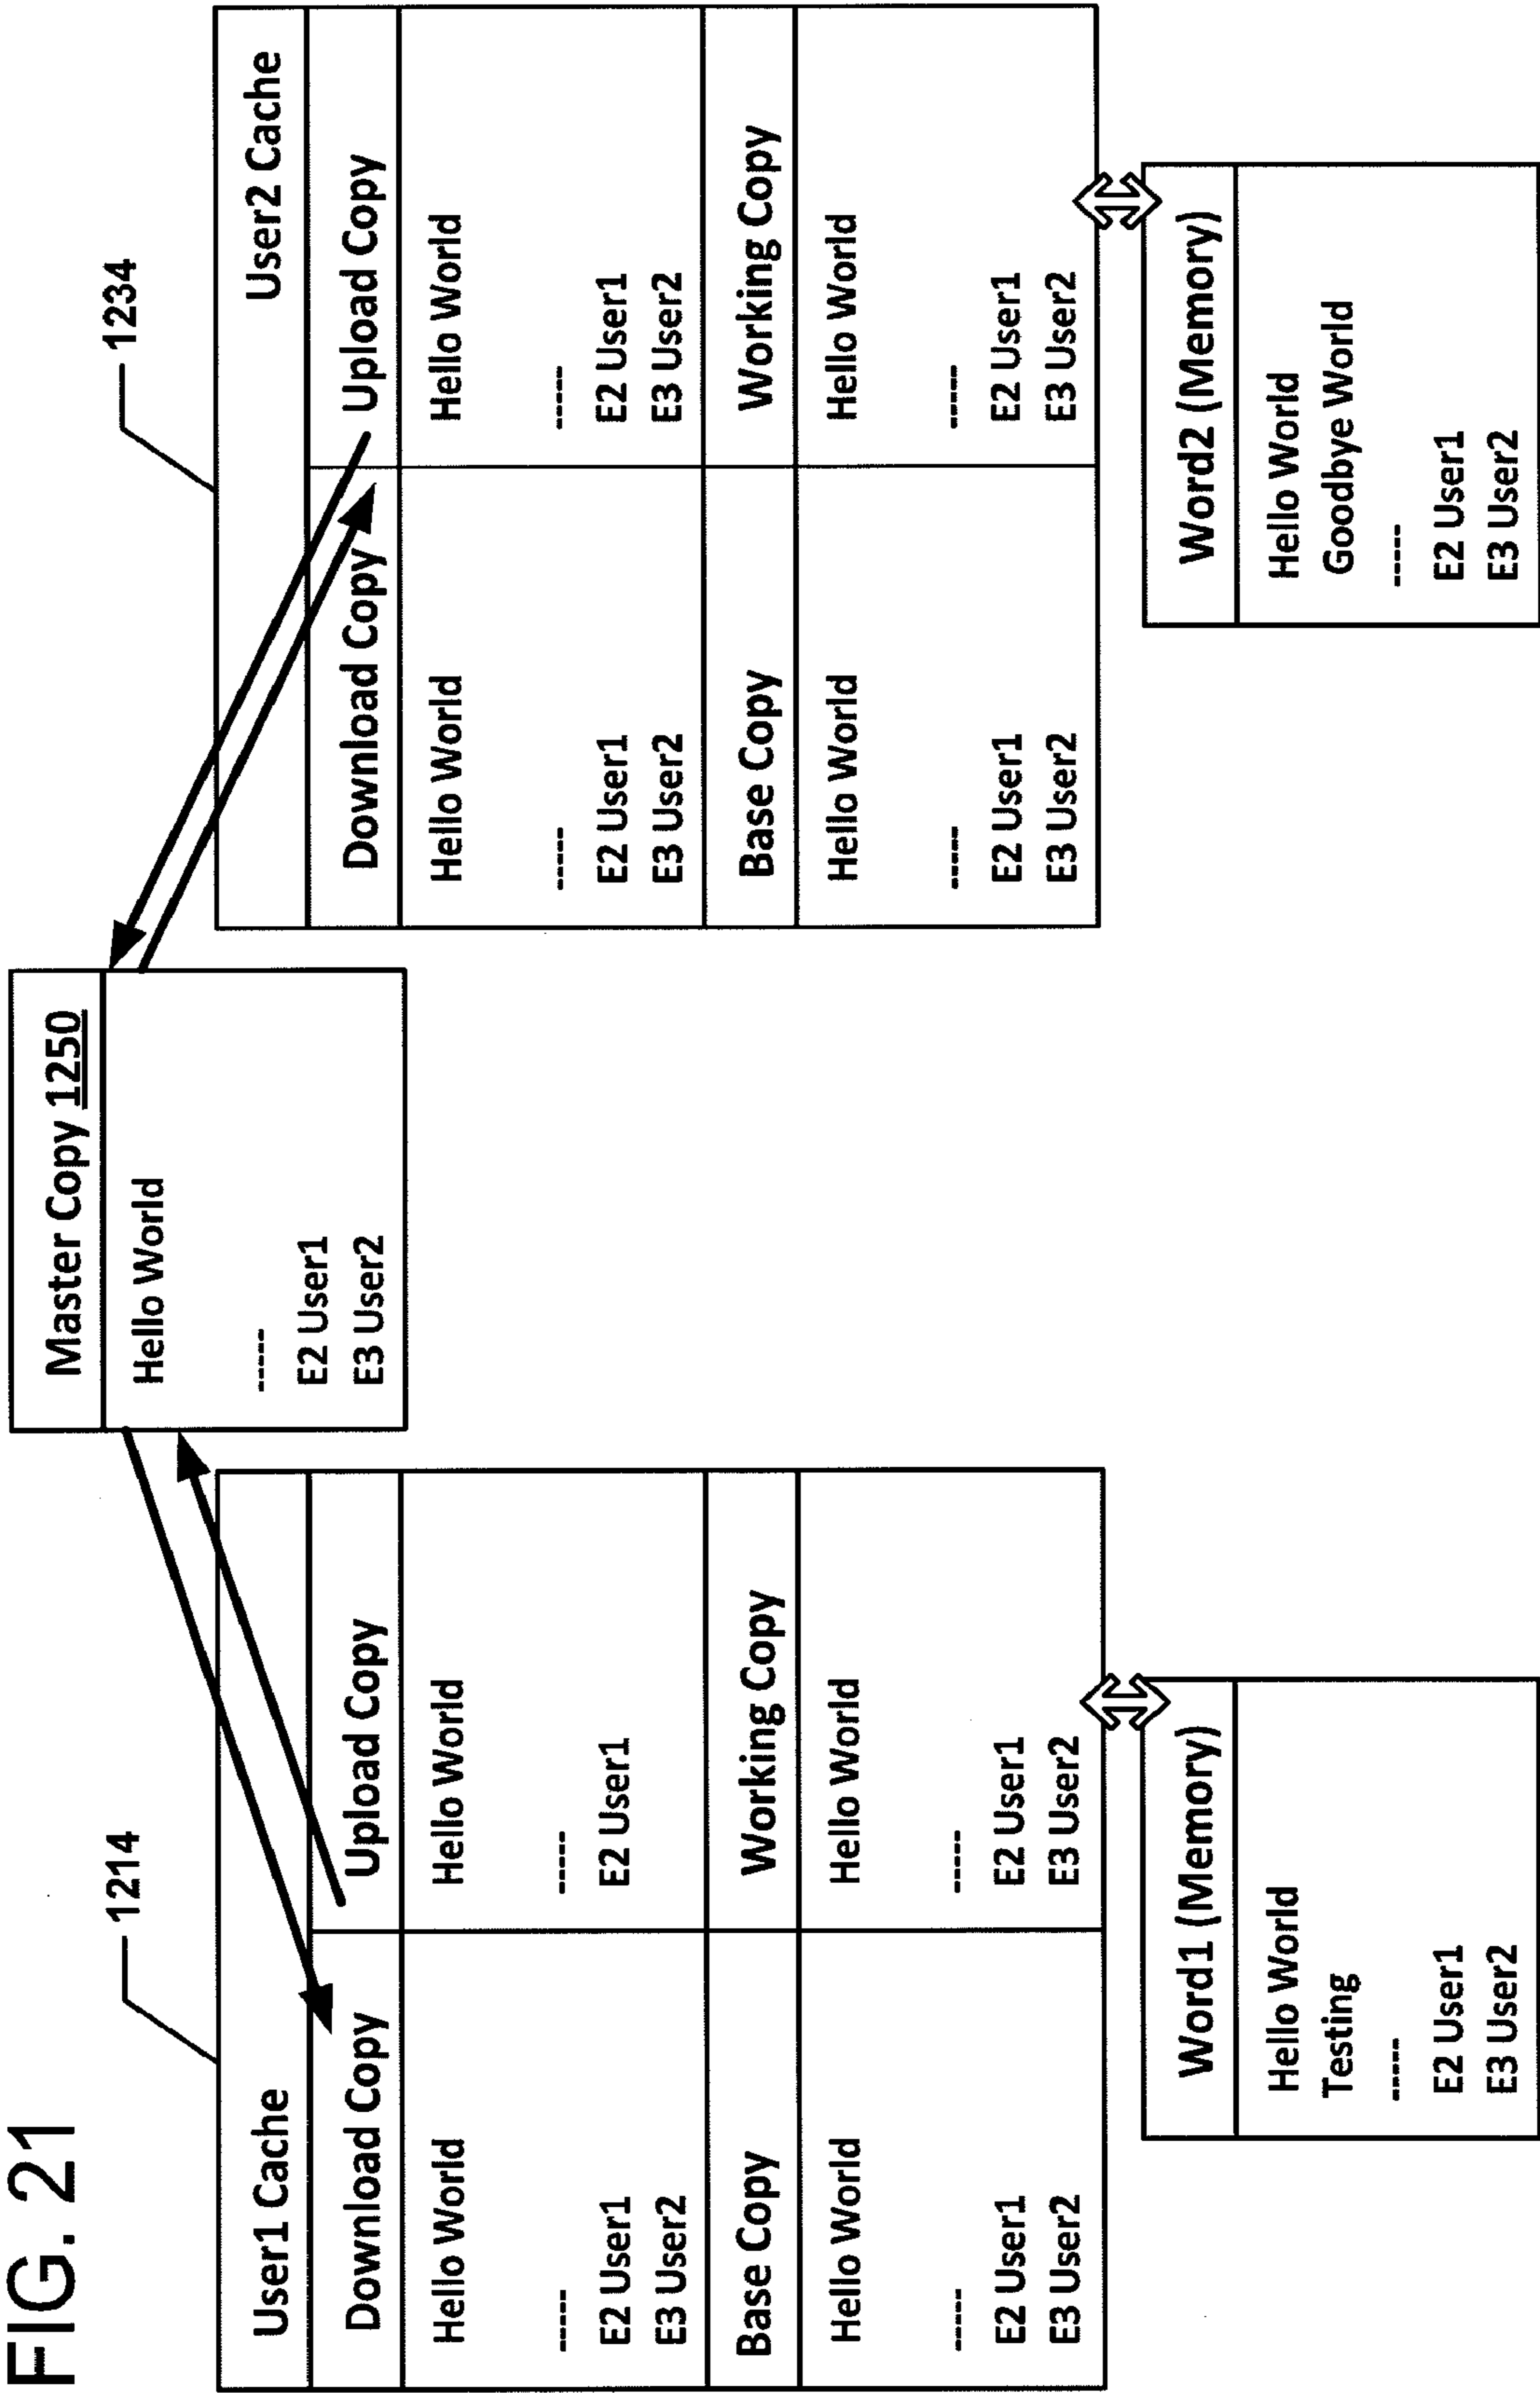 FIG. 21
Master Copy 1250
Hello World
-----
E2 User1
E3 User2
1214
User1 Cache
Download Copy
Hello World
-----
E2 User1
E3 User2
Upload Copy
Hello World
-----
E2 User1
Base Copy
Hello World
-----
E2 User1
E3 User2
Working Copy
Hello World
-----
E2 User1
E3 User2
Word1 (Memory)
Hello World
Testing
-----
E2 User1
E3 User2
1234
User2 Cache
Download Copy
Hello World
-----
E2 User1
E3 User2
Upload Copy
Hello World
-----
E2 User1
E3 User2
Base Copy
Hello World
-----
E2 User1
E3 User2
Working Copy
Hello World
-----
E2 User1
E3 User2
Word2 (Memory)
Hello World
Goodbye World
-----
E2 User1
E3 User2